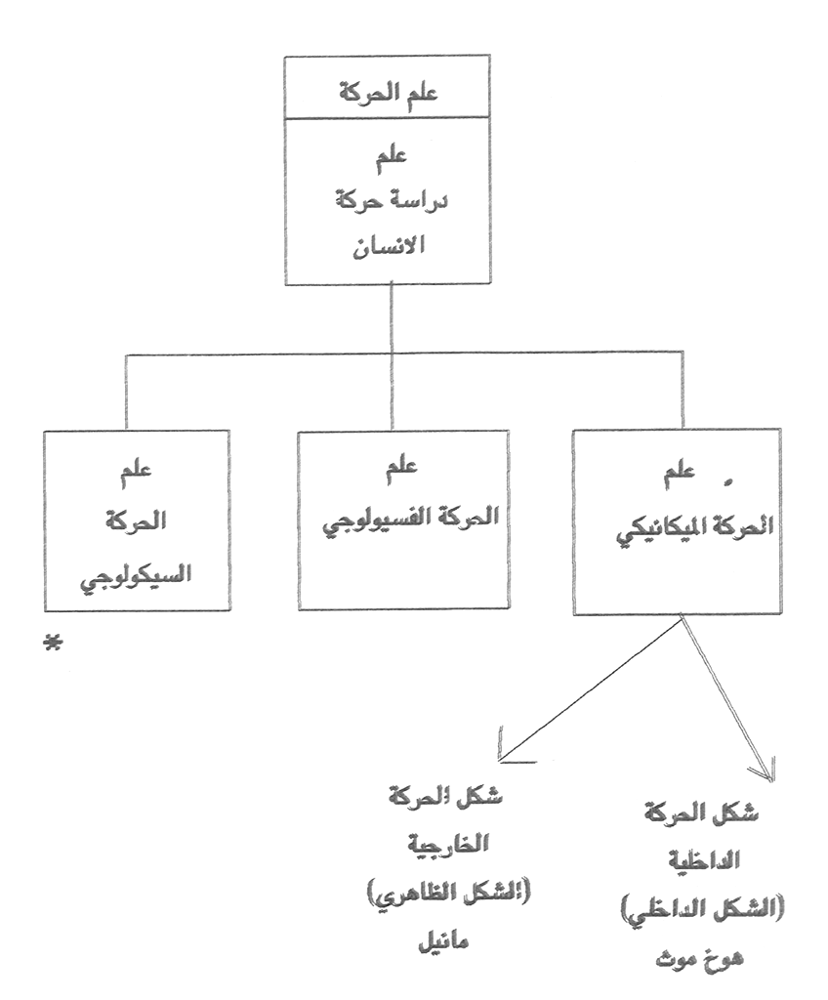 علم الحركة
علم
دراسة حركة
الانسان
علم
الحركة الميكانيكي
علم
الحركة الفسيولوجي
علم
الحركة
السيكولوجي
*
شكل الحركة
الداخلية
(الشكل الداخلي)
هوخ موث
شكل الحركة
الخارجية
(الشكل الظاهري)
مانيل